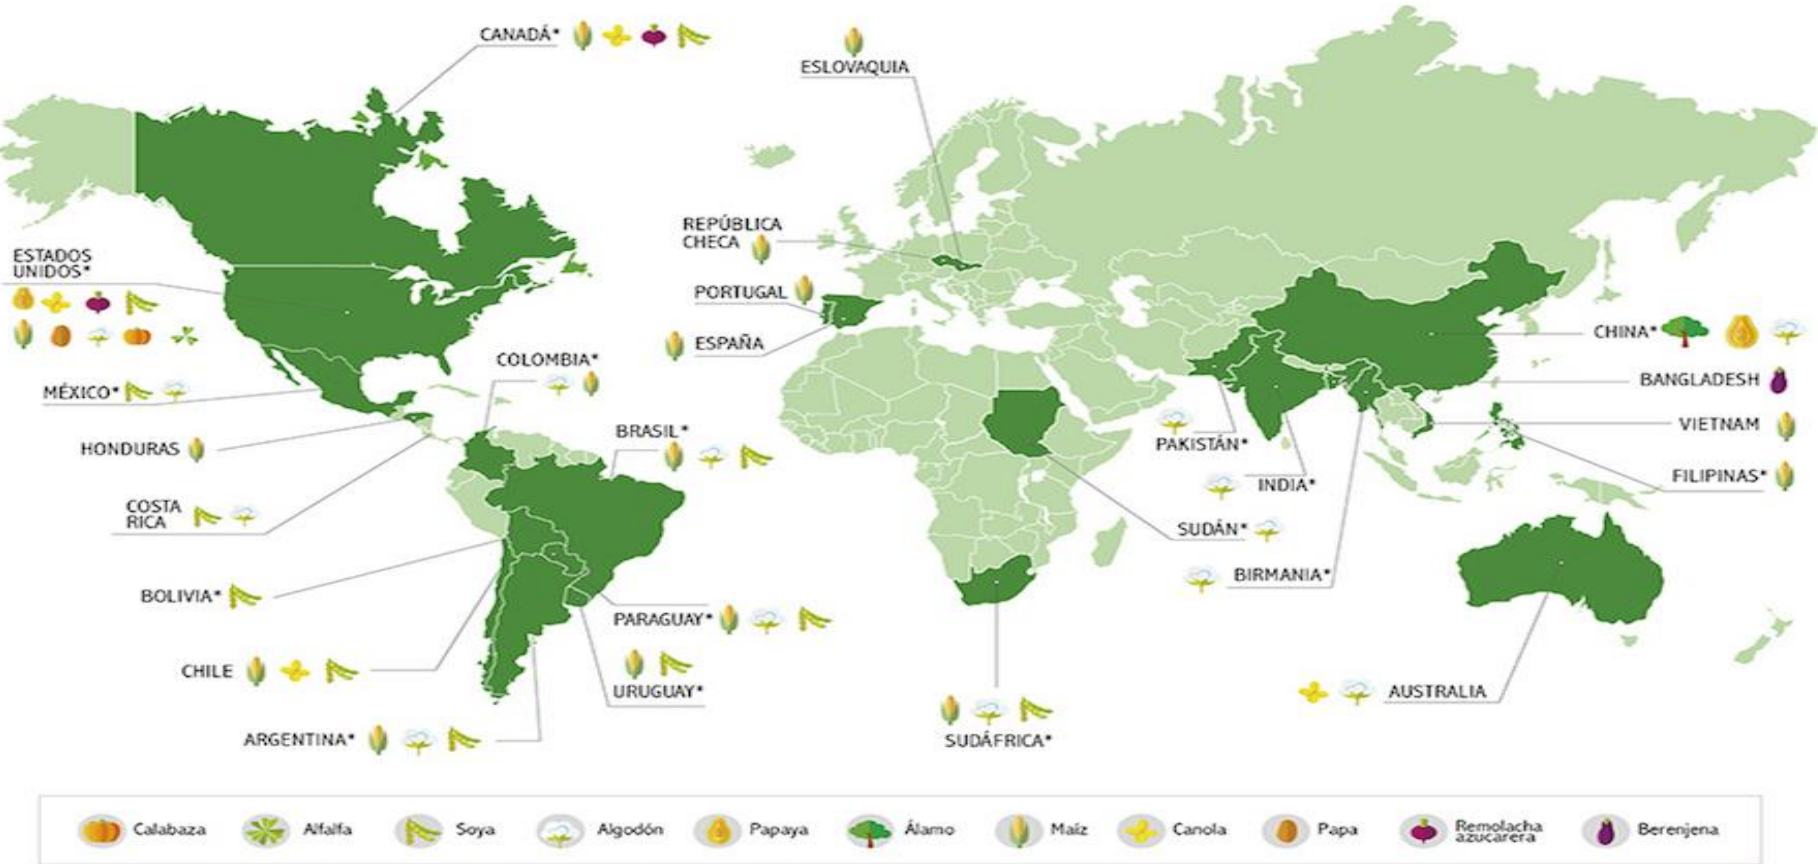 CANADÁ*
ESLOVAQUIA
REPÚBLICA
CHECA
ESTADOS
UNIDOS*
PORTUGAL
ESPAÑA
CHINA*
COLOMBIA*
BANGLADESH
MÉXICO*
VIETNAM
BRASIL*
PAKISTÁN*
HONDURAS
FILIPINAS*
INDIA*
COSTA
RICA
SUDÁN*
BIRMANIA*
BOLIVIA*
PARAGUAY*
CHILE
URUGUAY*
AUSTRALIA
ARGENTINA*
SUDÁFRICA*
Calabaza
Alfalfa
Soya
Algodón
Papaya
Álamo
Maíz
Canola
Papa
Remolacha
azucarera
Berenjena